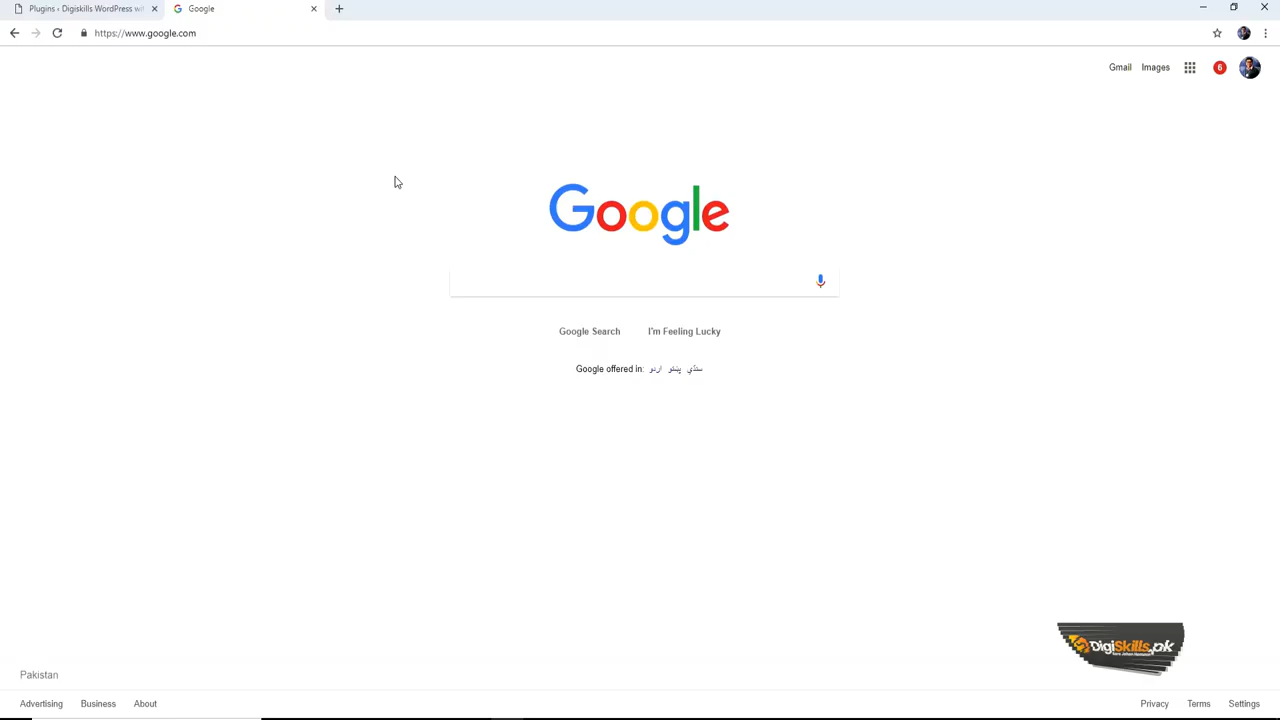 Plugins ‹ Digiskills WordPress wit
Google
https://www.google.com
Gmail Images 6
Google
Google Search I'm Feeling Lucky
Google offered in: اردو پښتو سنڌي
DigiSkills.pk
Pakistan
Advertising Business About
Privacy Terms Settings